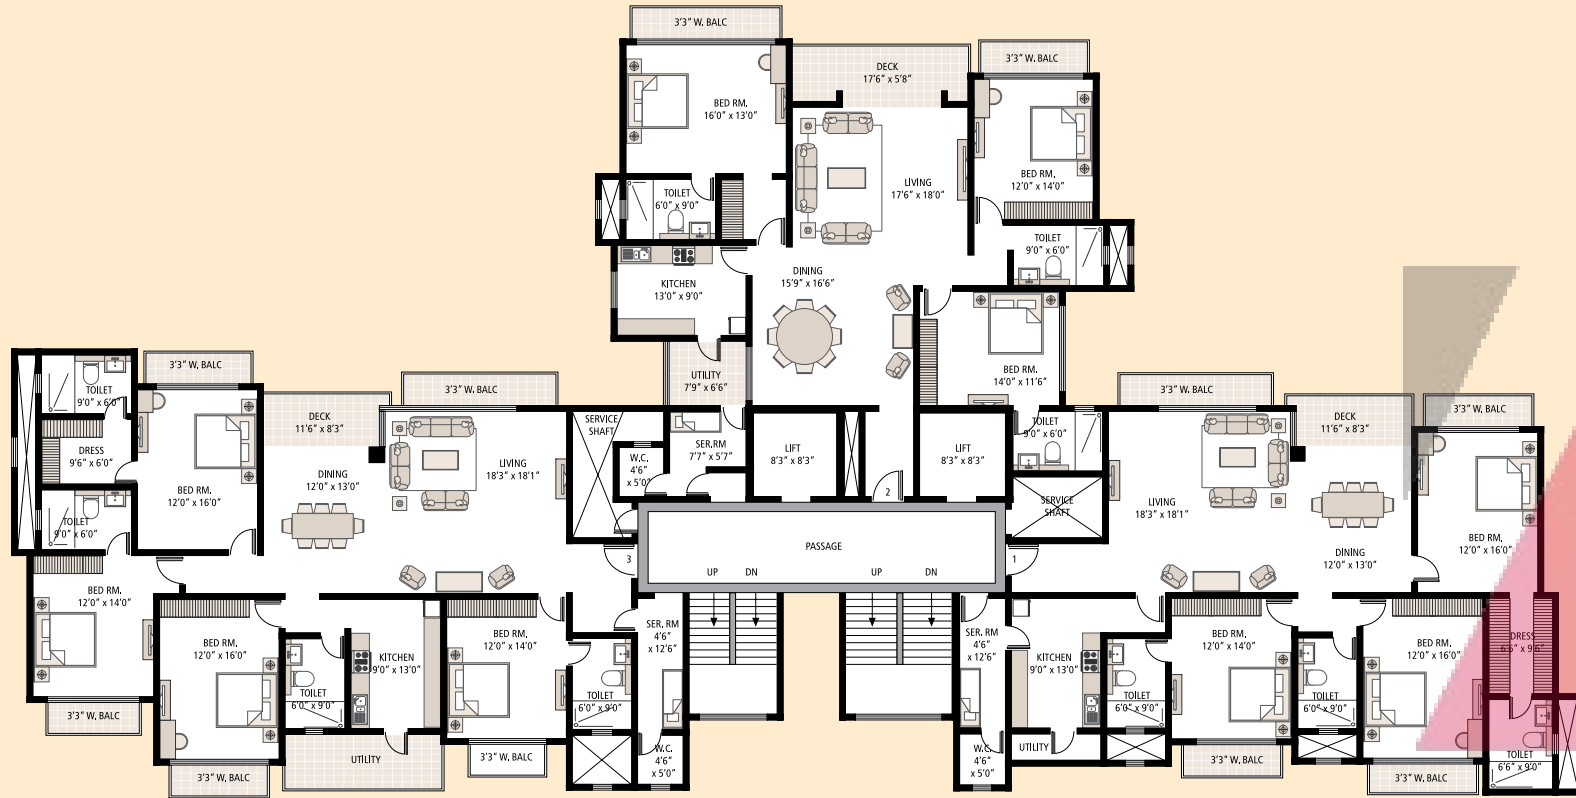 3'3" W. BALC
DECK
17'6" x 5'8"
3'3" W. BALC
BED RM.
16'0" x 13'0"
BED RM.
12'0" x 14'0"
LIVING
17'6" x 18'0"
TOILET
6'0" x 9'0"
TOILET
9'0" x 6'0"
DINING
15'9" x 16'6"
KITCHEN
13'0" x 9'0"
BED RM.
14'0" x 11'6"
UTILITY
7'9" x 6'6"
3'3" W. BALC
3'3" W. BALC
TOILET
9'0" x 6'0"
DECK
11'6" x 8'3"
SERVICE
SHAFT
SER.RM
7'7" x 5'7"
W.C.
4'6"
x 5'0"
LIFT
8'3" x 8'3"
LIFT
8'3" x 8'3"
TOILET
9'0" x 6'0"
3'3" W. BALC
DECK
11'6" x 8'3"
3'3" W. BALC
DRESS
9'6" x 6'0"
BED RM.
12'0" x 16'0"
DINING
12'0" x 13'0"
LIVING
18'3" x 18'1"
2
SERVICE
SHAFT
LIVING
18'3" x 18'1"
TOILET
9'0" x 6'0"
BED RM.
12'0" x 16'0"
DINING
12'0" x 13'0"
3
PASSAGE
1
UP
DN
UP
DN
BED RM.
12'0" x 14'0"
BED RM.
12'0" x 16'0"
KITCHEN
9'0" x 13'0"
BED RM.
12'0" x 14'0"
SER. RM
4'6"
x 12'6"
SER. RM
4'6"
x 12'6"
KITCHEN
9'0" x 13'0"
BED RM.
12'0" x 14'0"
BED RM.
12'0" x 16'0"
DRESS
6'6" x 9'6"
TOILET
6'0" x 9'0"
TOILET
6'0" x 9'0"
TOILET
6'0" x 9'0"
TOILET
6'0" x 9'0"
3'3" W. BALC
3'3" W. BALC
UTILITY
3'3" W. BALC
W.C.
4'6"
x 5'0"
W.C.
4'6"
x 5'0"
UTILITY
3'3" W. BALC
3'3" W. BALC
TOILET
6'6" x 9'0"